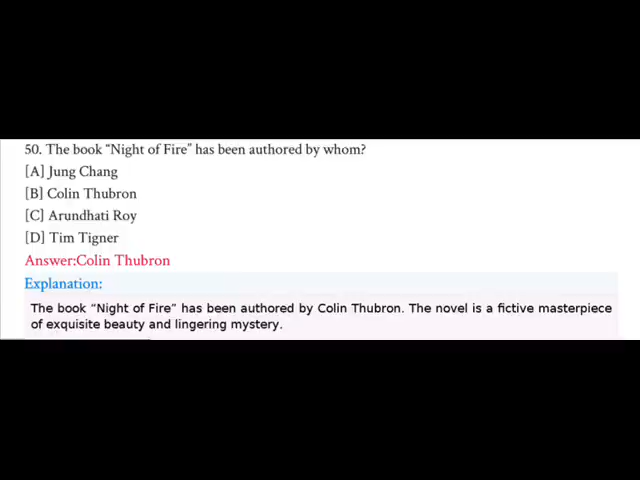 50. The book “Night of Fire” has been authored by whom?
[A] Jung Chang
[B] Colin Thubron
[C] Arundhati Roy
[D] Tim Tigner
Answer:Colin Thubron
Explanation:
The book “Night of Fire” has been authored by Colin Thubron. The novel is a fictive masterpiece
of exquisite beauty and lingering mystery.